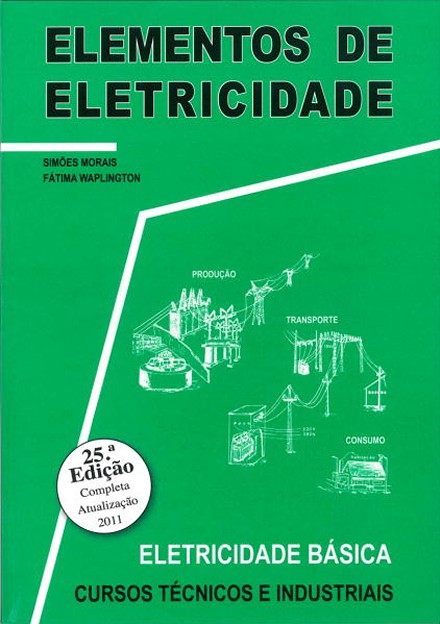 ELEMENTOS DE
ELETRICIDADE
SIMÕES MORAIS
FÁTIMA WAPLINGTON
PRODUÇÃO
TRANSPORTE
CONSUMO
25.ª
Edição
Completa
Atualização
2011
ELETRICIDADE BÁSICA
CURSOS TÉCNICOS E INDUSTRIAIS